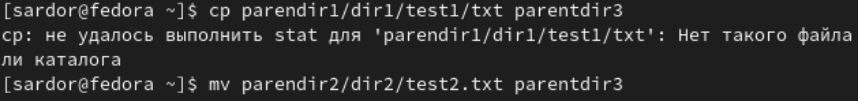 [sardor@fedora ~]$ cp parendir1/dir1/test1/txt parentdir3
cp: не удалось выполнить stat для 'parendir1/dir1/test1/txt': Нет такого файла
ли каталога
[sardor@fedora ~]$ mv parendir2/dir2/test2.txt parentdir3